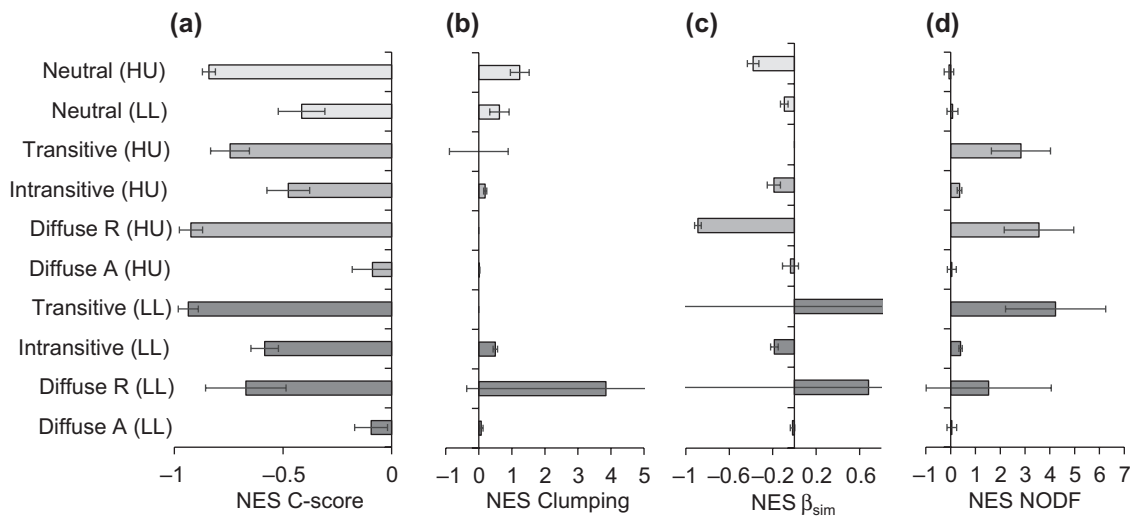 (a) (b) (c) (d)
Neutral (HU)
Neutral (LL)
Transitive (HU)
Intransitive (HU)
Diffuse R (HU)
Diffuse A (HU)
Transitive (LL)
Intransitive (LL)
Diffuse R (LL)
Diffuse A (LL)
−1 −0.5 0 −1 0 1 2 3 4 5 −1 −0.6 −0.2 0.2 0.6 −1 0 1 2 3 4 5 6 7
NES C-score NES Clumping NES βsim NES NODF